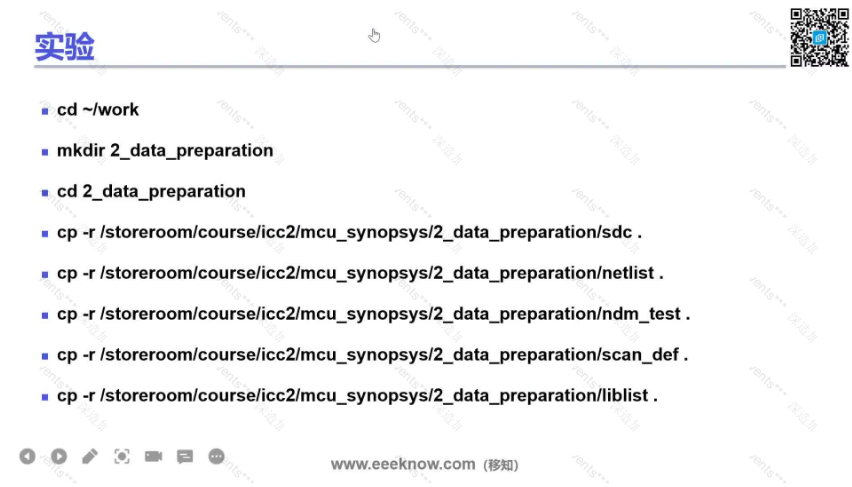 实验
cd ~/work
mkdir 2_data_preparation
cd 2_data_preparation
cp -r /storeroom/course/icc2/mcu_synopsys/2_data_preparation/sdc .
cp -r /storeroom/course/icc2/mcu_synopsys/2_data_preparation/netlist .
cp -r /storeroom/course/icc2/mcu_synopsys/2_data_preparation/ndm_test .
cp -r /storeroom/course/icc2/mcu_synopsys/2_data_preparation/scan_def .
cp -r /storeroom/course/icc2/mcu_synopsys/2_data_preparation/liblist .
www.eeeknow.com（移知）